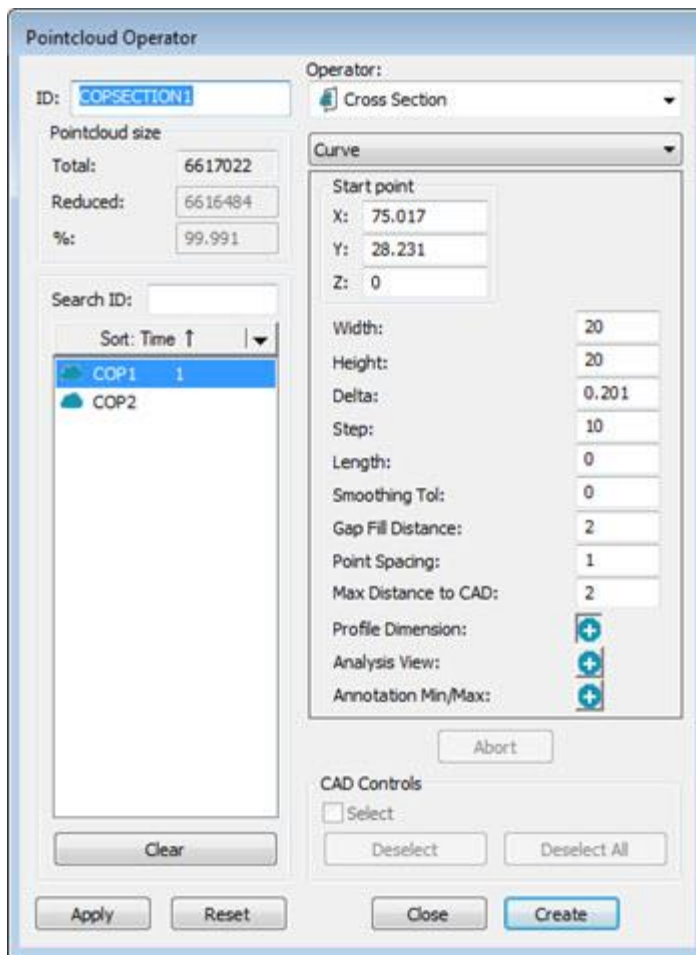 Pointcloud Operator
ID: COPSECTION1
Operator:
Cross Section
Pointcloud size
Total: 6617022
Reduced: 6616484
%: 99.991
Curve
Start point
X: 75.017
Y: 28.231
Z: 0
Search ID:
Sort: Time ↑
COP1 1
COP2
Width: 20
Height: 20
Delta: 0.201
Step: 10
Length: 0
Smoothing Tol: 0
Gap Fill Distance: 2
Point Spacing: 1
Max Distance to CAD: 2
Profile Dimension:
Analysis View:
Annotation Min/Max:
Abort
CAD Controls
Select
Deselect Deselect All
Clear
Apply Reset Close Create